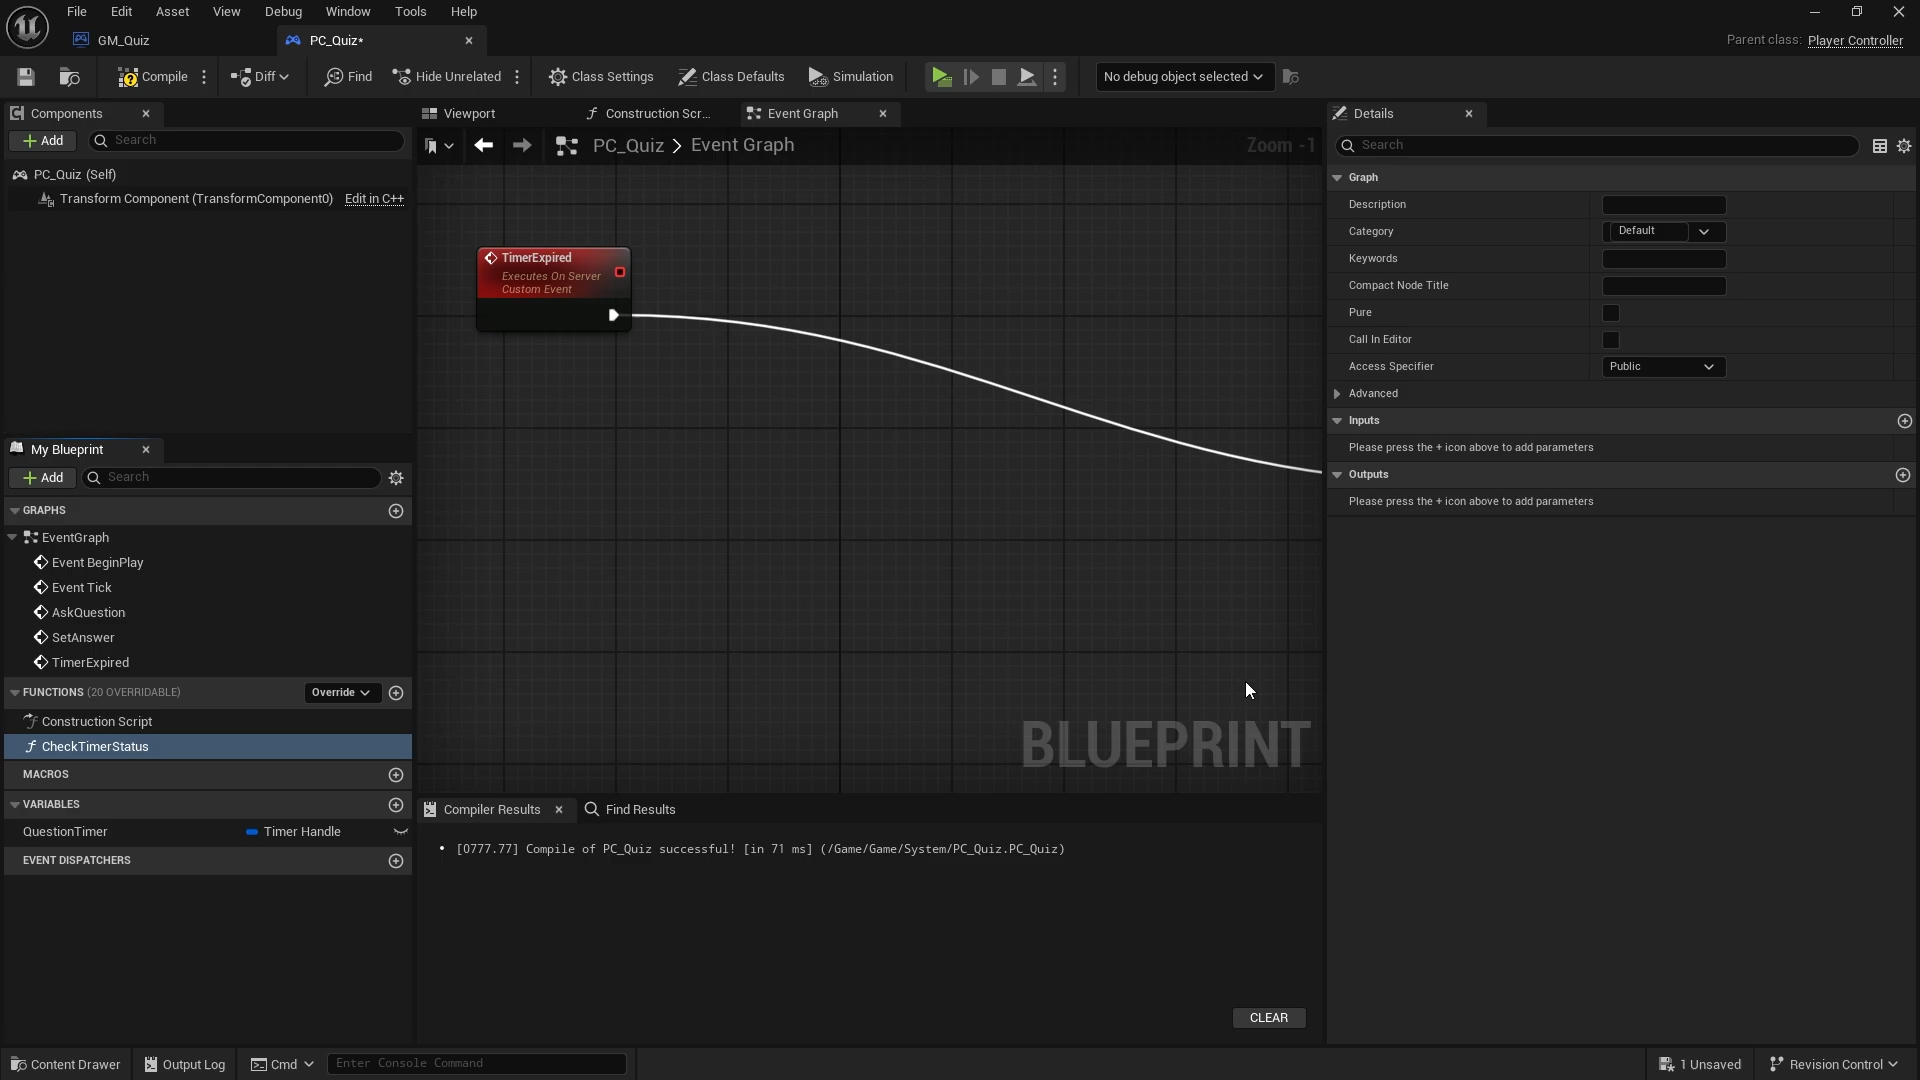 File Edit Asset View Debug Window Tools Help
GM_Quiz
PC_Quiz*
Parent class: Player Controller
Compile
Diff
Find
Hide Unrelated
Class Settings
Class Defaults
Simulation
No debug object selected
Components
Add
Search
PC_Quiz (Self)
Transform Component (TransformComponent0) Edit in C++
My Blueprint
Add
Search
GRAPHS
EventGraph
Event BeginPlay
Event Tick
AskQuestion
SetAnswer
TimerExpired
FUNCTIONS (20 OVERRIDABLE) Override
Construction Script
CheckTimerStatus
MACROS
VARIABLES
QuestionTimer Timer Handle
EVENT DISPATCHERS
Viewport
Construction Scr...
Event Graph
PC_Quiz > Event Graph
Zoom -1
TimerExpired
Executes On Server
Custom Event
BLUEPRINT
Compiler Results
Find Results
[0777.77] Compile of PC_Quiz successful! [in 71 ms] (/Game/Game/System/PC_Quiz.PC_Quiz)
CLEAR
Details
Search
Graph
Description
Category Default
Keywords
Compact Node Title
Pure
Call In Editor
Access Specifier Public
Advanced
Inputs
Please press the + icon above to add parameters
Outputs
Please press the + icon above to add parameters
Content Drawer
Output Log
Cmd
Enter Console Command
1 Unsaved
Revision Control